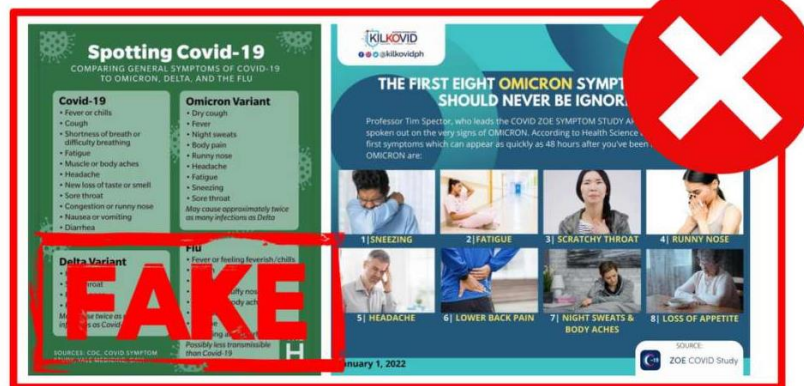 Spotting Covid-19
COMPARING GENERAL SYMPTOMS OF COVID-19
TO OMICRON, DELTA, AND THE FLU
Covid-19
• Fever or chills
• Cough
• Shortness of breath or
difficulty breathing
• Fatigue
• Muscle or body aches
• Headache
• New loss of taste or smell
• Sore throat
• Congestion or runny nose
• Nausea or vomiting
• Diarrhea
Omicron Variant
• Dry cough
• Fever
• Night sweats
• Body pain
• Runny nose
• Headache
• Fatigue
• Sneezing
• Sore throat
May cause approximately twice
as many infections as Delta
Delta Variant
Flu
• Fever or feeling feverish/chills
Possibly less transmissible
than Covid-19
SOURCES: CDC, COVID SYMPTOM
FAKE
KILKOVID
@kilkovidph
THE FIRST EIGHT OMICRON
SHOULD NEVER BE
Professor Tim Spector, who leads the COVID ZOE SYMPTOM STUDY
spoken out on the very signs of OMICRON. According to Health Science
first symptoms which can appear as quickly as 48 hours after you've been
OMICRON are:
1|SNEEZING
2|FATIGUE
3| SCRATCHY THROAT
4| RUNNY NOSE
5| HEADACHE
6| LOWER BACK PAIN
7| NIGHT SWEATS &
BODY ACHES
8| LOSS OF APPETITE
1, 2022
SOURCE:
ZOE COVID Study